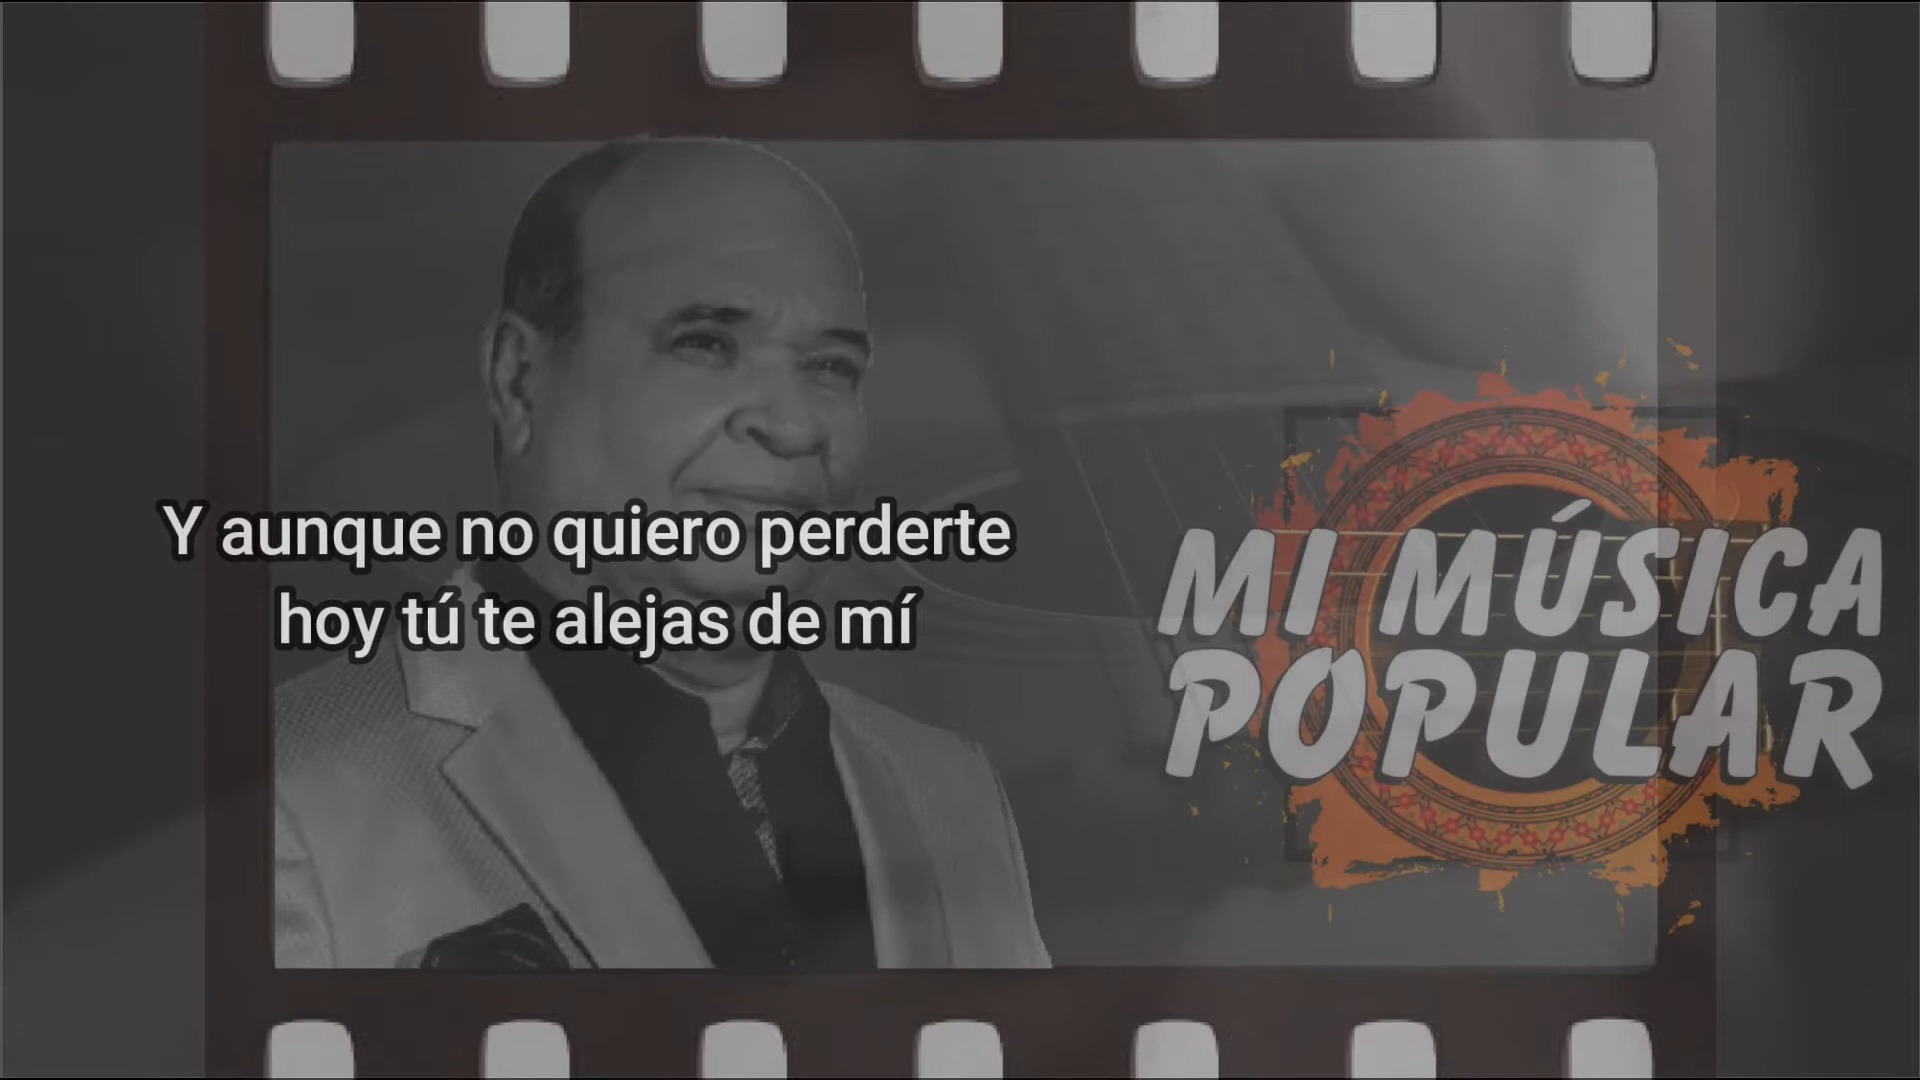 Y aunque no quiero perderte
hoy tú te alejas de mí
MI MÚSICA
POPULAR